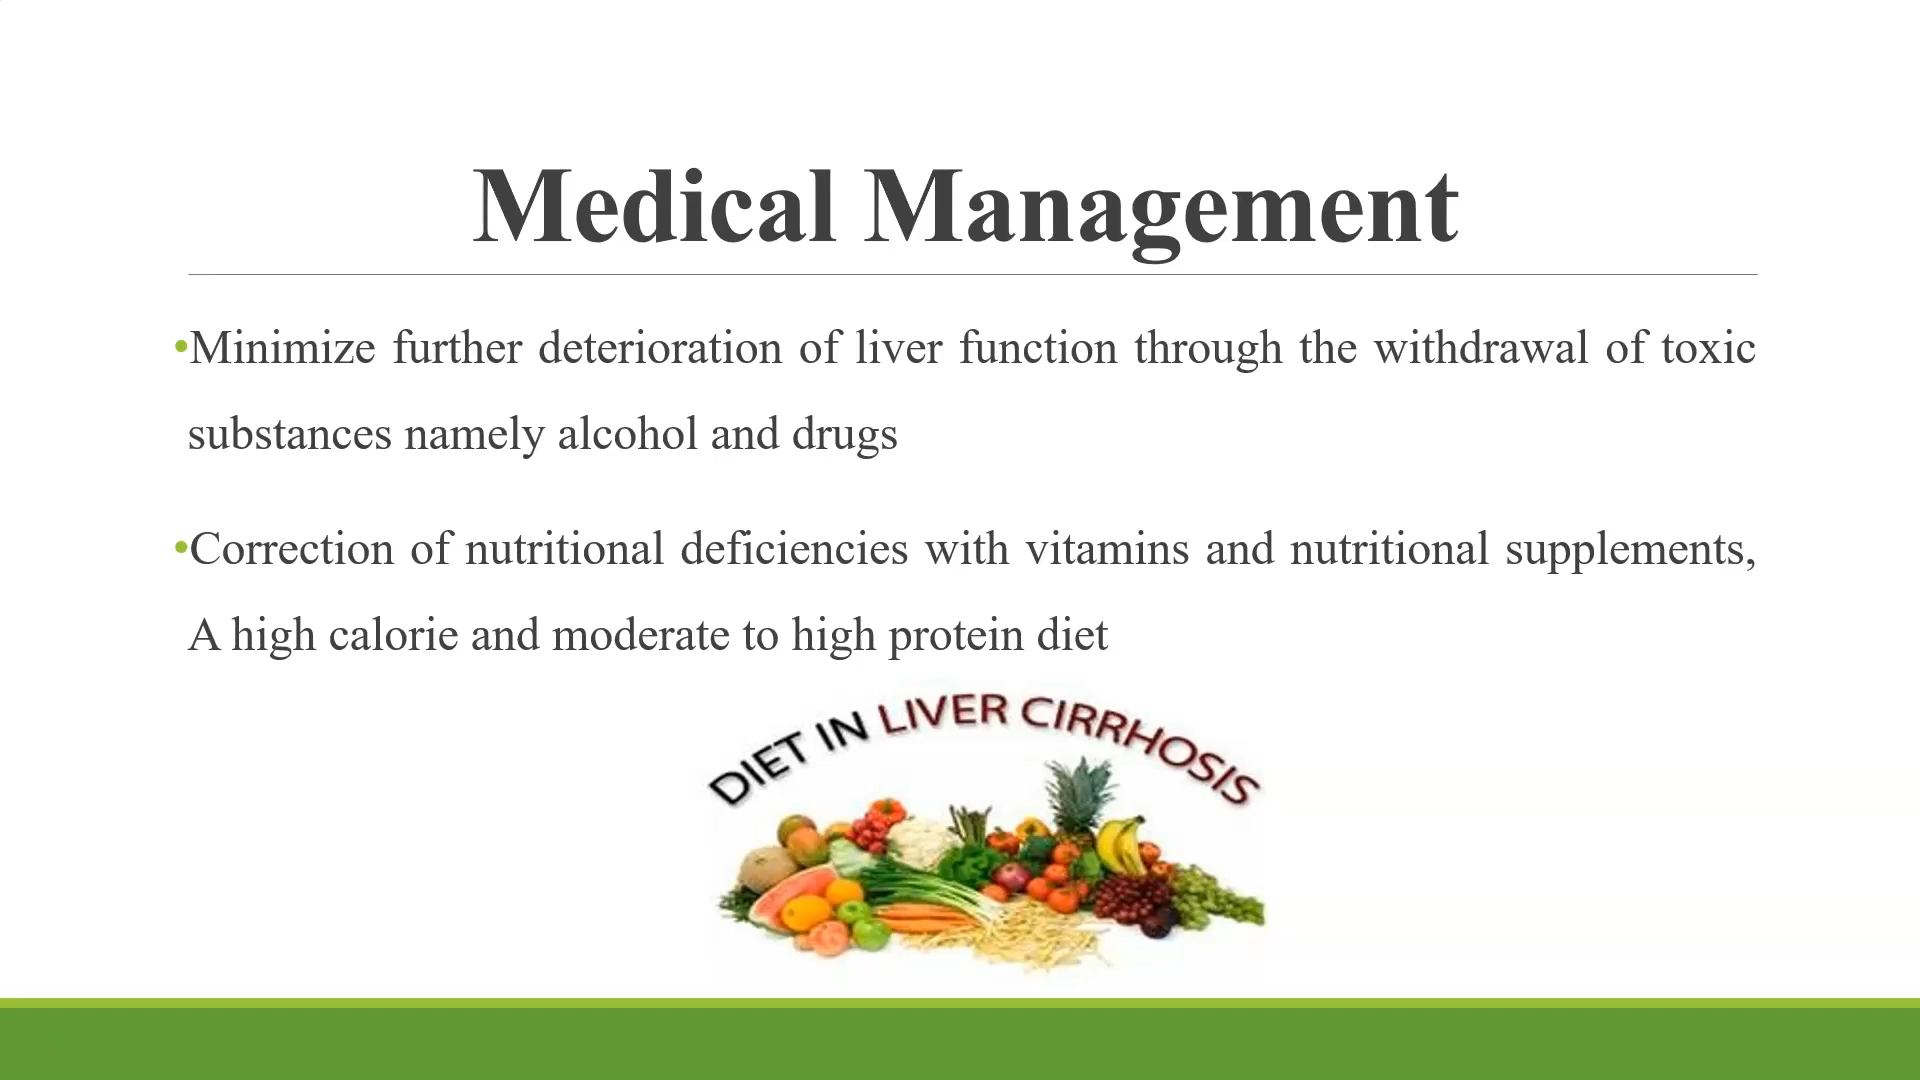 Medical Management
•Minimize further deterioration of liver function through the withdrawal of toxic
substances namely alcohol and drugs
•Correction of nutritional deficiencies with vitamins and nutritional supplements,
A high calorie and moderate to high protein diet
DIET IN LIVER CIRRHOSIS